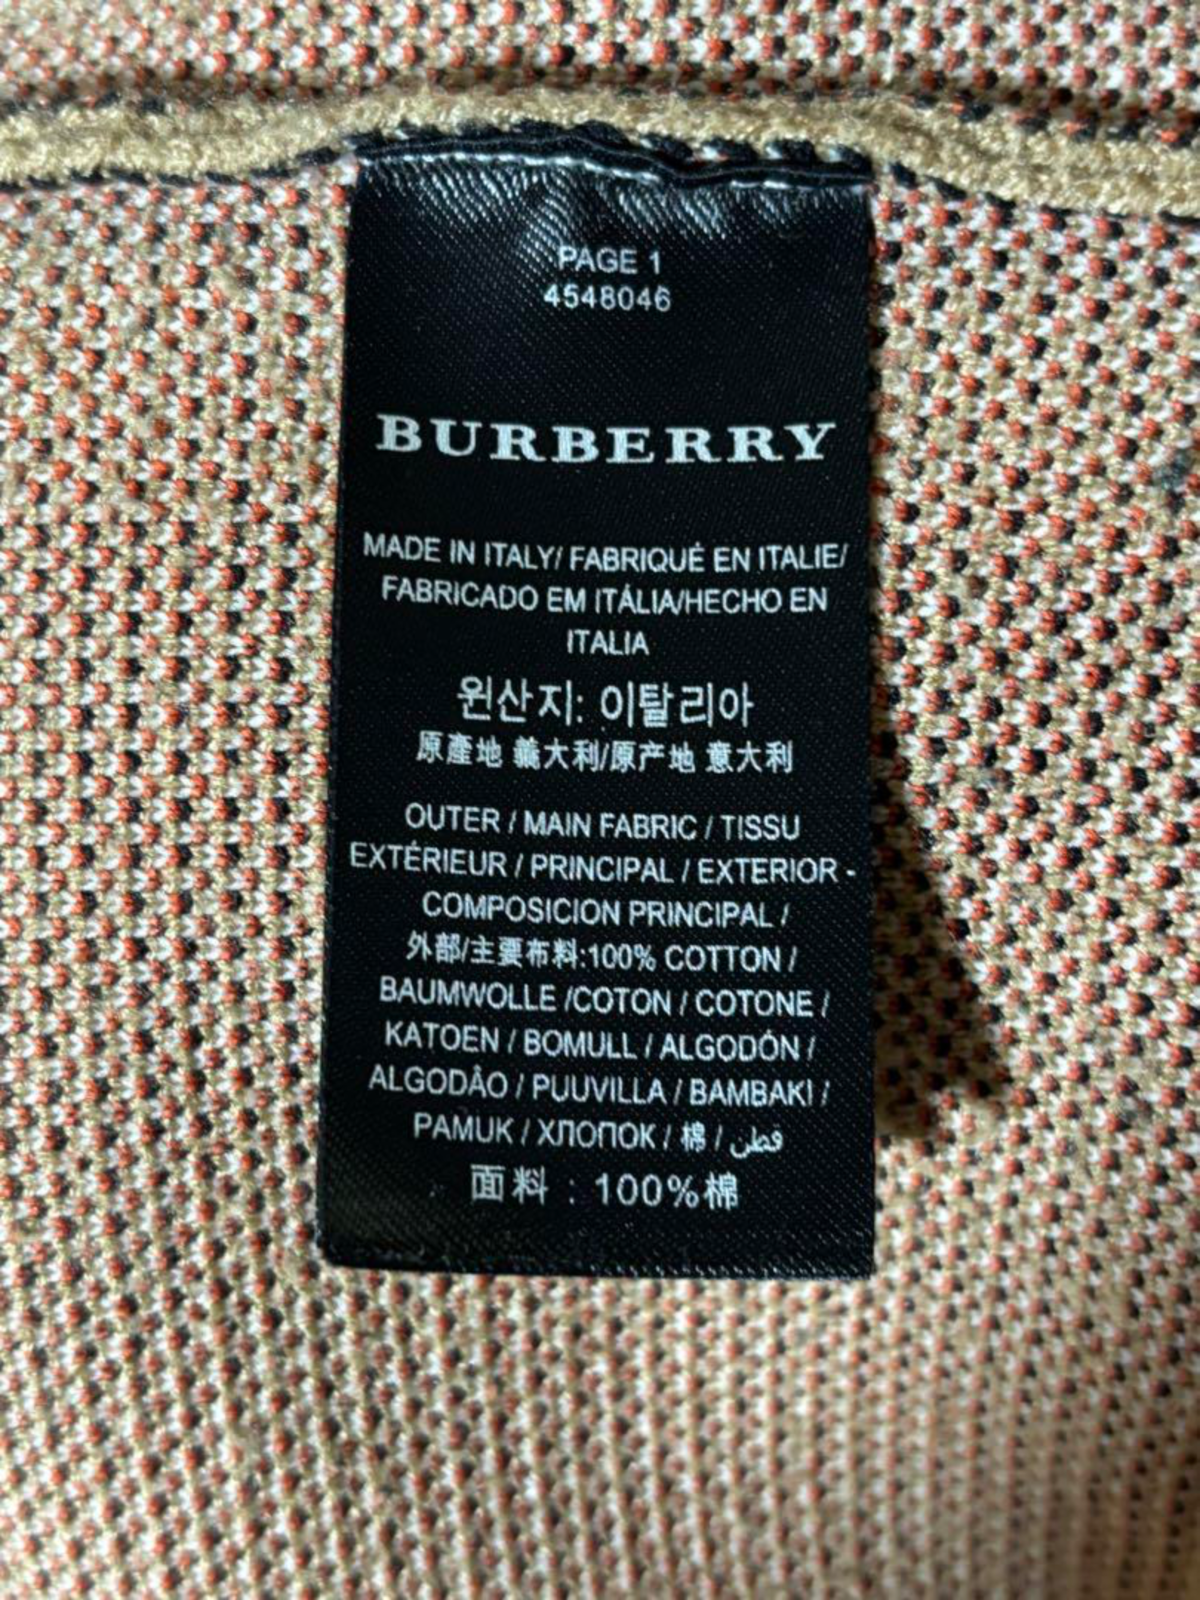 PAGE 1
4548046
BURBERRY
MADE IN ITALY/ FABRIQUÉ EN ITALIE/
FABRICADO EM ITÁLIA/HECHO EN
ITALIA
원산지: 이탈리아
原產地 義大利/原产地 意大利
OUTER / MAIN FABRIC / TISSU
EXTÉRIEUR / PRINCIPAL / EXTERIOR -
COMPOSICION PRINCIPAL /
外部/主要布料:100% COTTON /
BAUMWOLLE /COTON / COTONE /
KATOEN / BOMULL / ALGODÓN /
ALGODÂO / PUUVILLA / BAMBAKI /
PAMUK / ХЛОПОК / 棉 / قطن
面料 : 100%棉